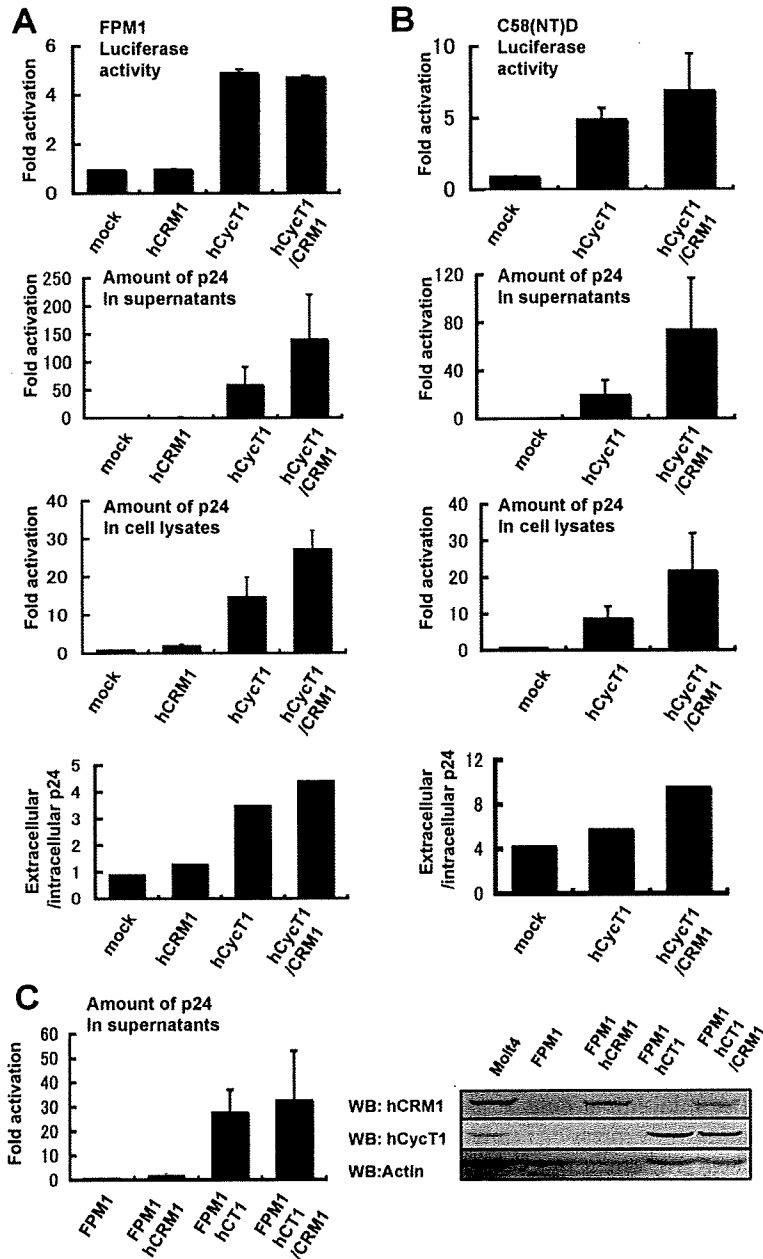 A
FPM1
Luciferase
activity
Fold activation
6
4
2
0
mock
hCRM1
hCycT1
hCycT1
/CRM1
Amount of p24
In supernatants
Fold activation
250
200
150
100
50
0
mock
hCRM1
hCycT1
hCycT1
/CRM1
Amount of p24
In cell lysates
Fold activation
40
30
20
10
0
mock
hCRM1
hCycT1
hCycT1
/CRM1
Extracellular
/intracellular p24
5
4
3
2
1
0
mock
hCRM1
hCycT1
hCycT1
/CRM1
B
C58(NT)D
Luciferase
activity
Fold activation
10
5
0
mock
hCycT1
hCycT1
/CRM1
Amount of p24
In supernatants
Fold activation
120
80
40
0
mock
hCycT1
hCycT1
/CRM1
Amount of p24
In cell lysates
Fold activation
40
30
20
10
0
mock
hCycT1
hCycT1
/CRM1
Extracellular
/intracellular p24
12
8
4
0
mock
hCycT1
hCycT1
/CRM1
C
Amount of p24
In supernatants
Fold activation
60
50
40
30
20
10
0
FPM1
FPM1
hCRM1
FPM1
hCT1
FPM1
hCT1
/CRM1
Molt4
FPM1
FPM1
hCRM1
FPM1
hCT1
FPM1
hCT1
/CRM1
WB: hCRM1
WB: hCycT1
WB:Actin